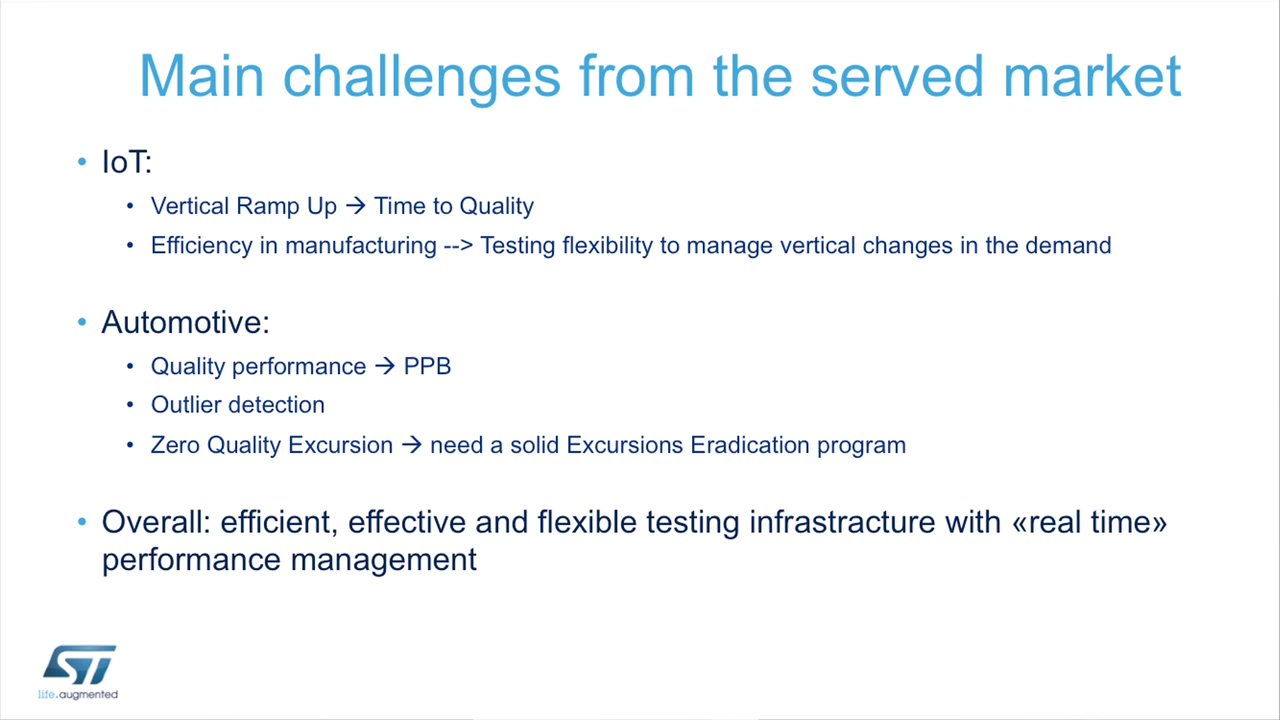 Main challenges from the served market
• IoT:
• Vertical Ramp Up → Time to Quality
• Efficiency in manufacturing --> Testing flexibility to manage vertical changes in the demand
• Automotive:
• Quality performance → PPB
• Outlier detection
• Zero Quality Excursion → need a solid Excursions Eradication program
• Overall: efficient, effective and flexible testing infrastracture with «real time»
performance management
ST
life.augmented